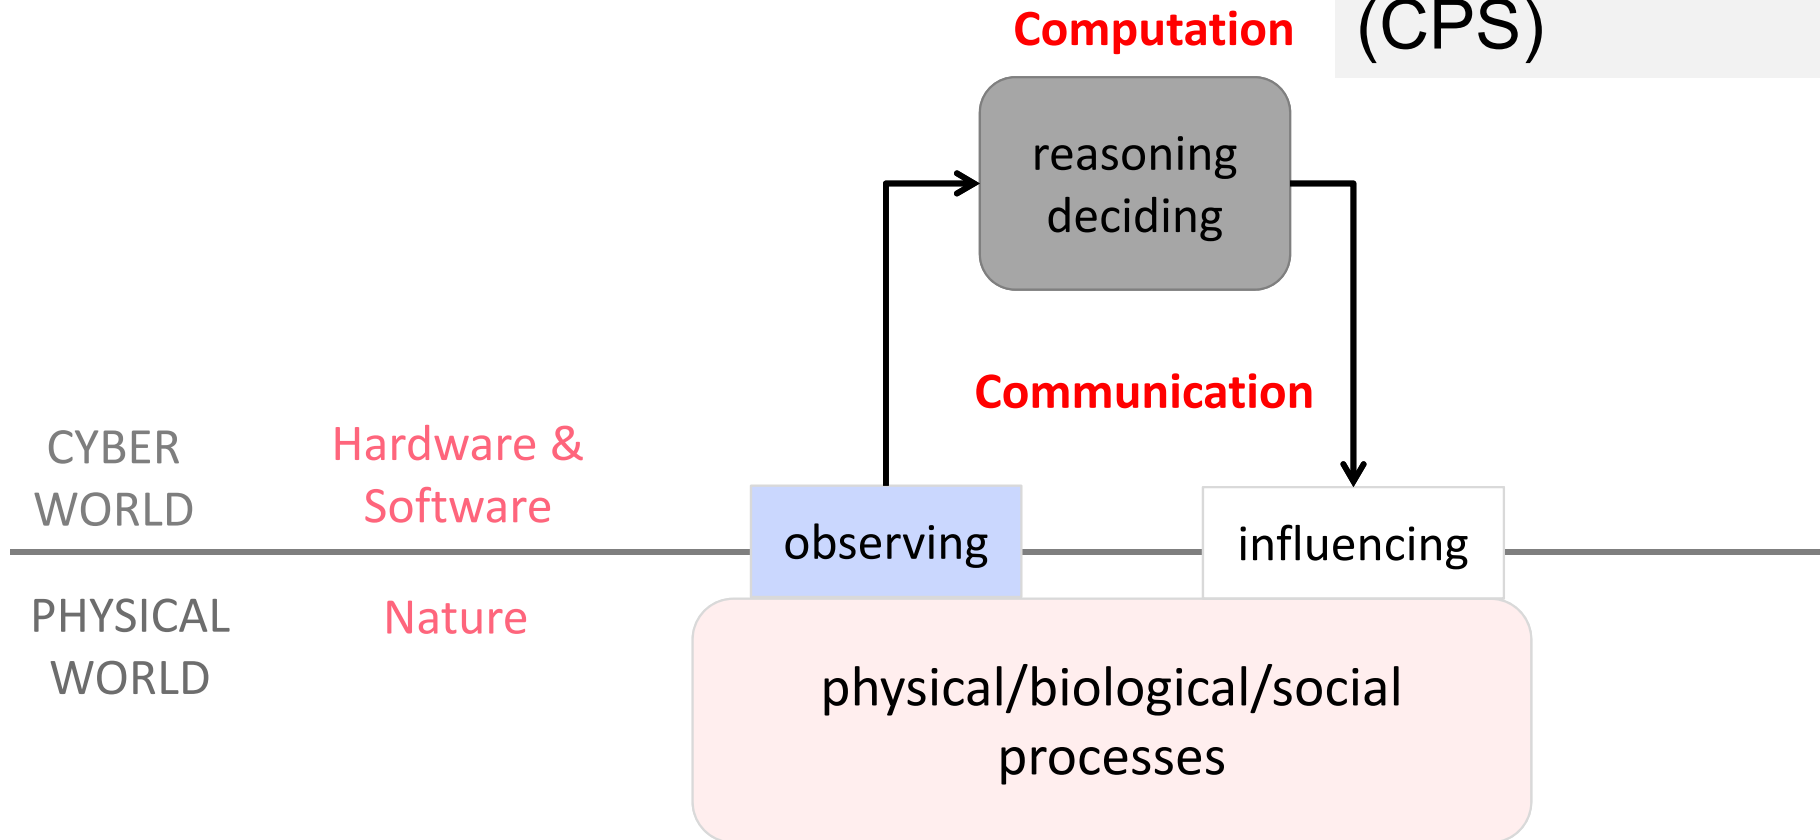 Computation
(CPS)
reasoning
deciding
Communication
CYBER
WORLD
Hardware &
Software
observing
influencing
PHYSICAL
WORLD
Nature
physical/biological/social
processes